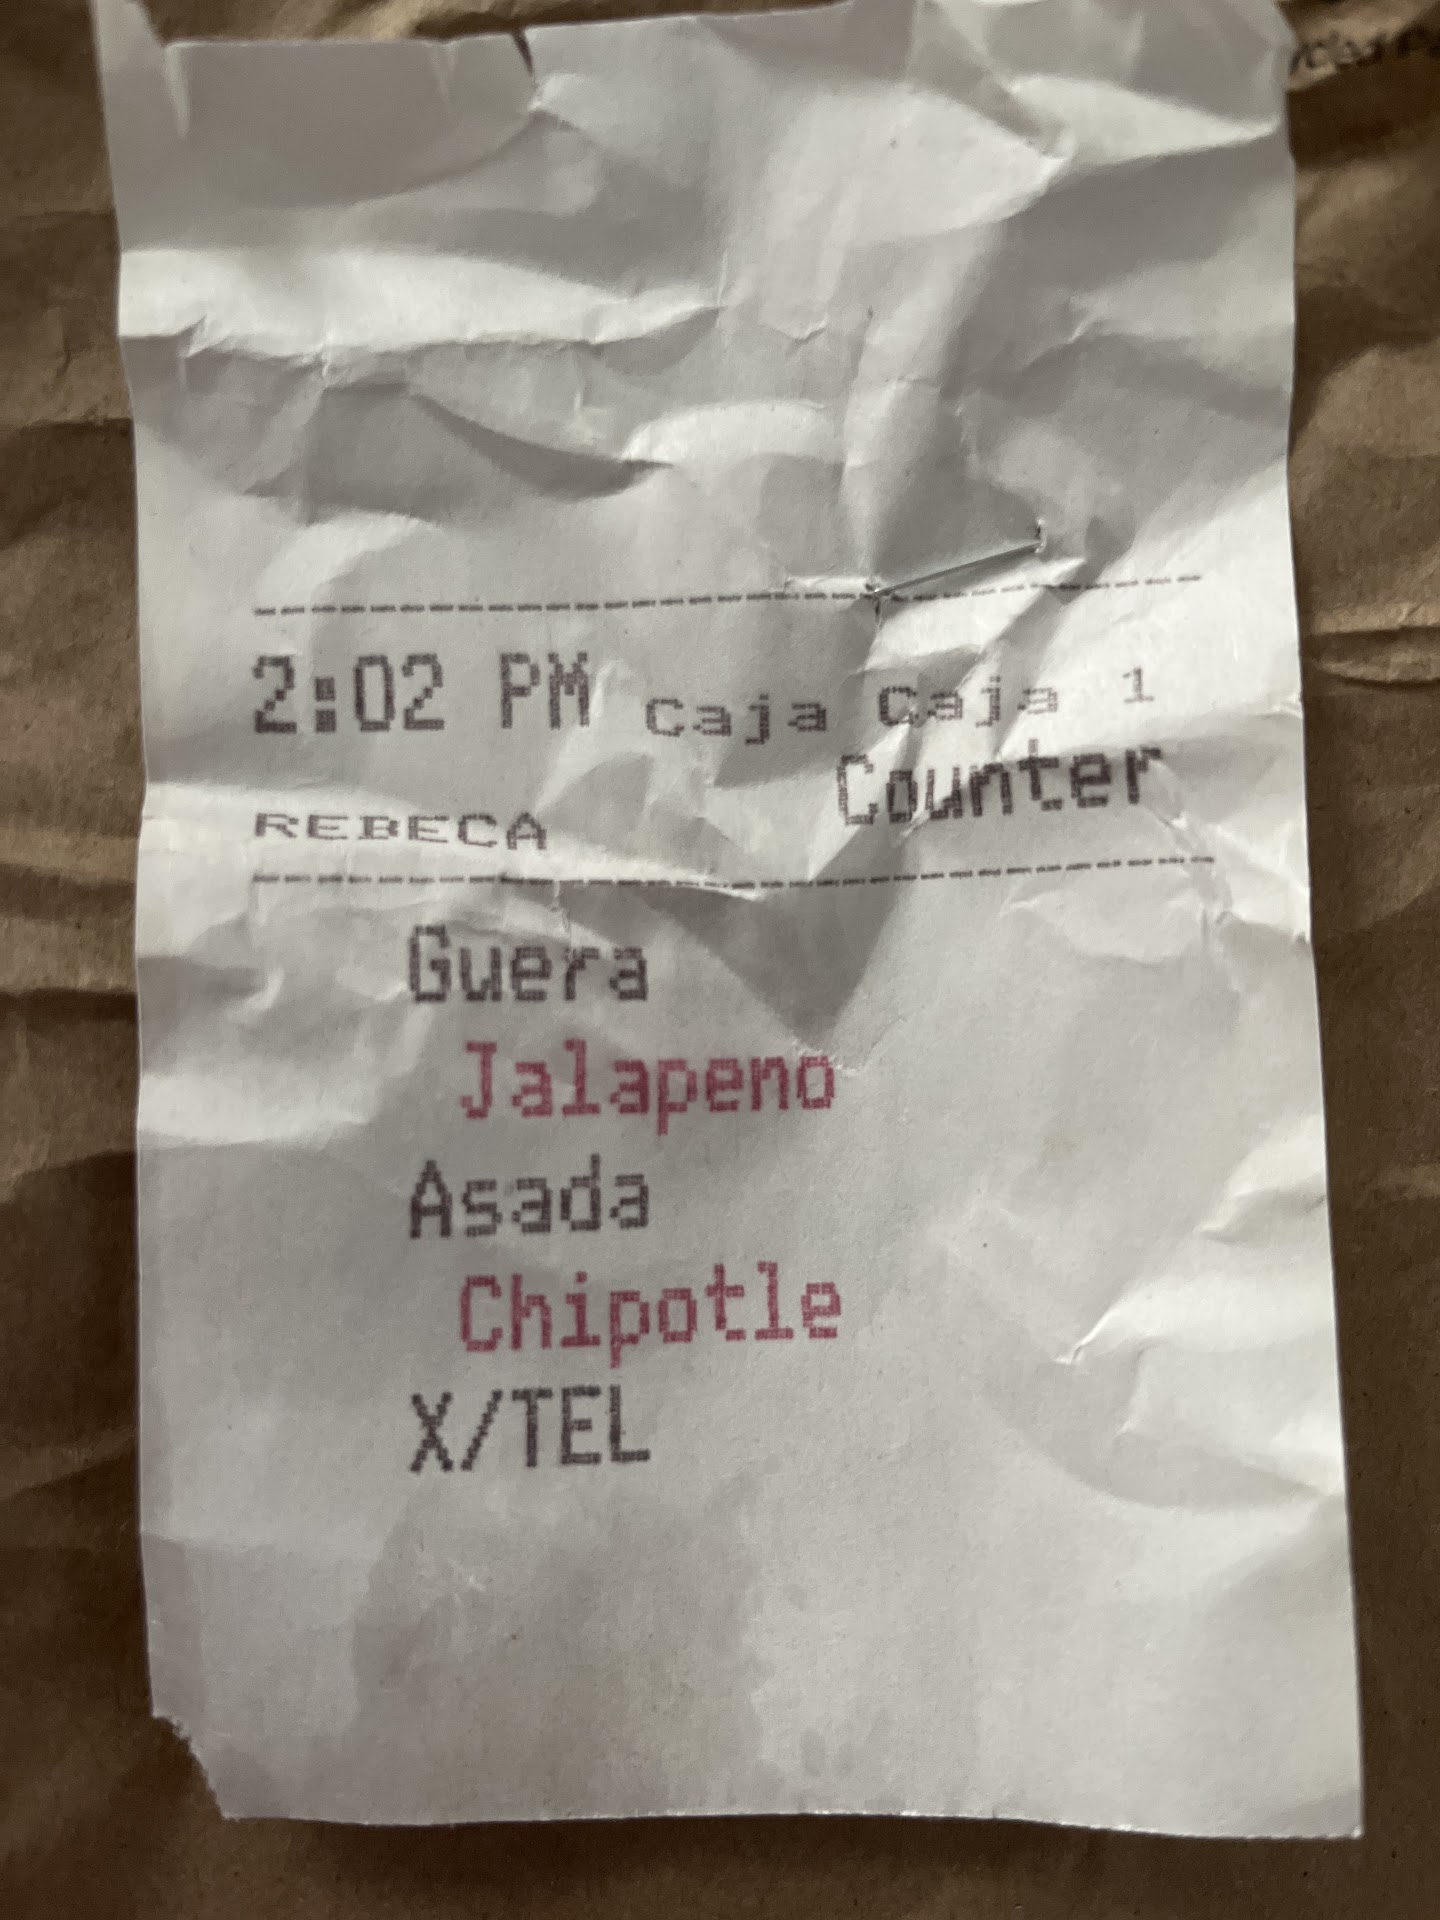 2:02 PM Caja Caja 1
Counter
REBECA
Guera
Jalapeno
Asada
Chipotle
X/TEL